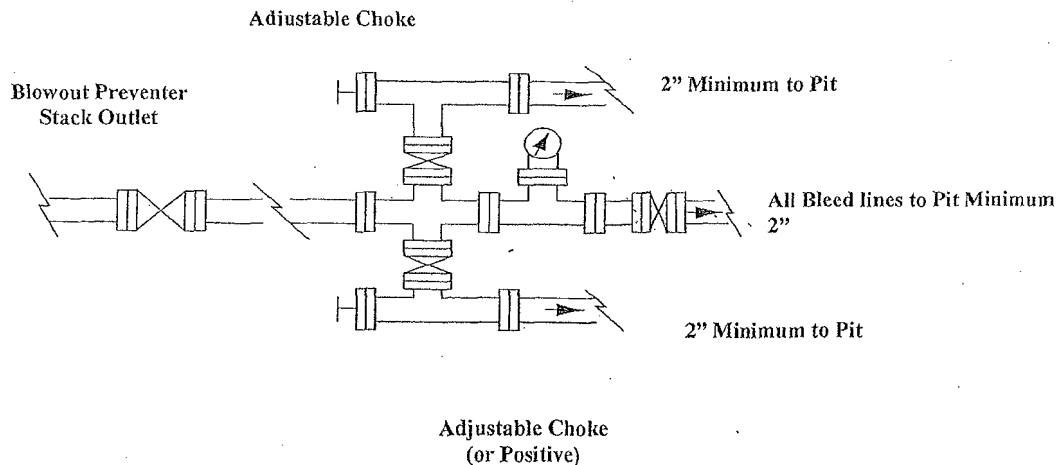 Adjustable Choke
2” Minimum to Pit
Blowout Preventer
Stack Outlet
All Bleed lines to Pit Minimum
2”
2” Minimum to Pit
Adjustable Choke
(or Positive)